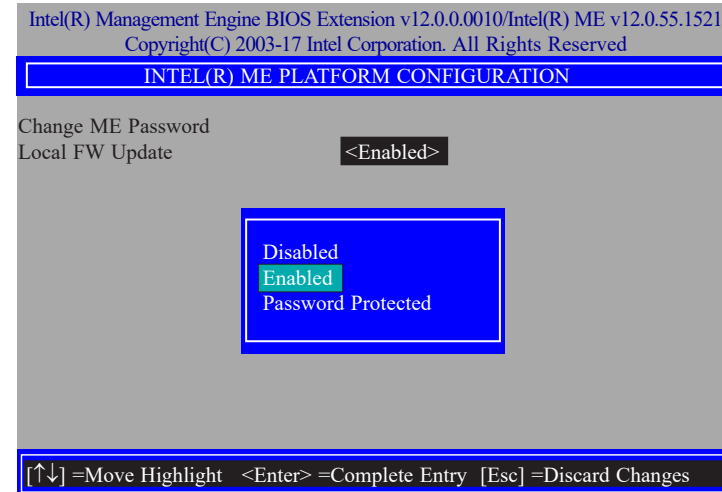 Intel(R) Management Engine BIOS Extension v12.0.0.0010/Intel(R) ME v12.0.55.1521
Copyright(C) 2003-17 Intel Corporation. All Rights Reserved
INTEL(R) ME PLATFORM CONFIGURATION
Change ME Password
Local FW Update <Enabled>
Disabled
Enabled
Password Protected
[↑↓] =Move Highlight <Enter> =Complete Entry [Esc] =Discard Changes